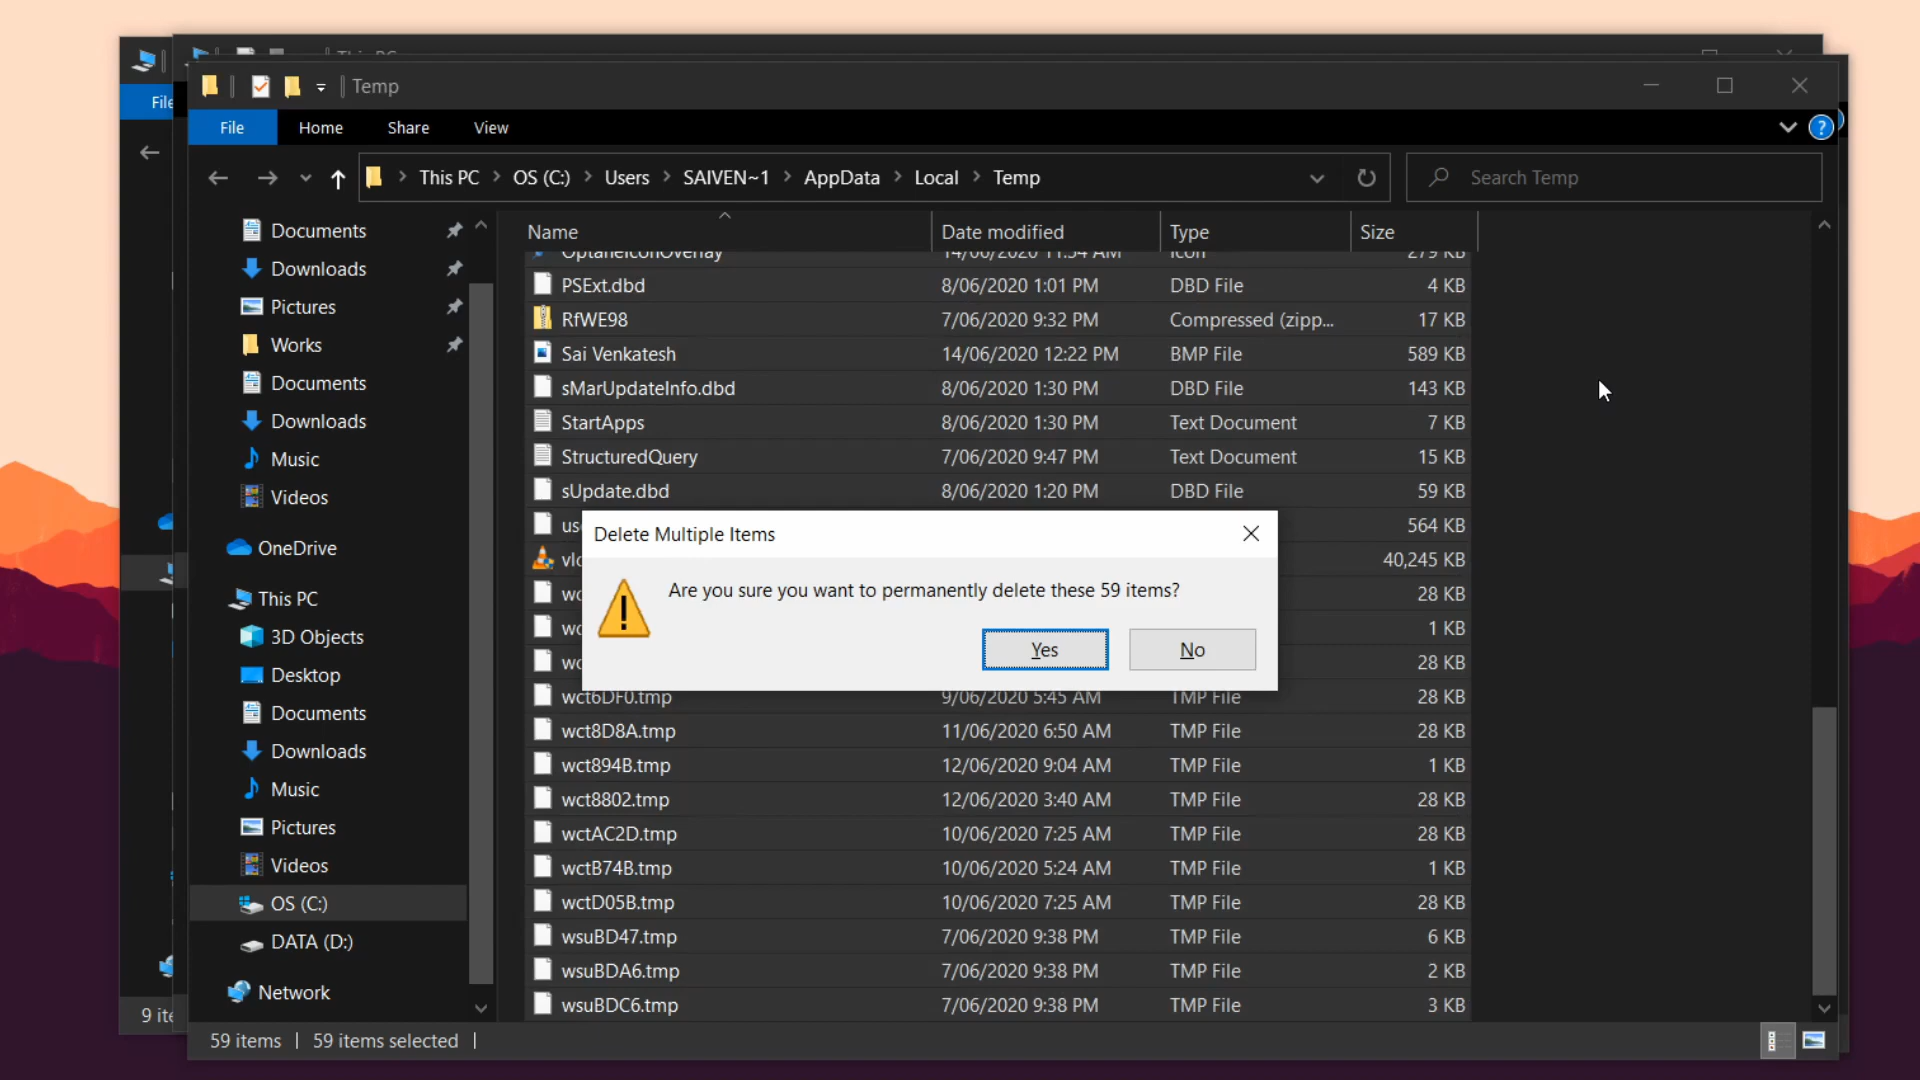 This PC
Temp
File
File Home Share View
This PC OS (C:) Users SAIVEN~1 AppData Local Temp
Search Temp
Documents
Downloads
Pictures
Works
Documents
Downloads
Music
Videos
OneDrive
This PC
3D Objects
Desktop
Documents
Downloads
Music
Pictures
Videos
OS (C:)
DATA (D:)
Network
Name Date modified Type Size
OptaneIconOverlay 14/06/2020 11:54 AM Icon 279 KB
PSExt.dbd 8/06/2020 1:01 PM DBD File 4 KB
RfWE98 7/06/2020 9:32 PM Compressed (zipp... 17 KB
Sai Venkatesh 14/06/2020 12:22 PM BMP File 589 KB
sMarUpdateInfo.dbd 8/06/2020 1:30 PM DBD File 143 KB
StartApps 8/06/2020 1:30 PM Text Document 7 KB
StructuredQuery 7/06/2020 9:47 PM Text Document 15 KB
sUpdate.dbd 8/06/2020 1:20 PM DBD File 59 KB
564 KB
40,245 KB
28 KB
1 KB
28 KB
wct6DF0.tmp 9/06/2020 5:45 AM TMP File 28 KB
wct8D8A.tmp 11/06/2020 6:50 AM TMP File 28 KB
wct894B.tmp 12/06/2020 9:04 AM TMP File 1 KB
wct8802.tmp 12/06/2020 3:40 AM TMP File 28 KB
wctAC2D.tmp 10/06/2020 7:25 AM TMP File 28 KB
wctB74B.tmp 10/06/2020 5:24 AM TMP File 1 KB
wctD05B.tmp 10/06/2020 7:25 AM TMP File 28 KB
wsuBD47.tmp 7/06/2020 9:38 PM TMP File 6 KB
wsuBDA6.tmp 7/06/2020 9:38 PM TMP File 2 KB
wsuBDC6.tmp 7/06/2020 9:38 PM TMP File 3 KB
Delete Multiple Items
Are you sure you want to permanently delete these 59 items?
Yes No
9
59 items 59 items selected